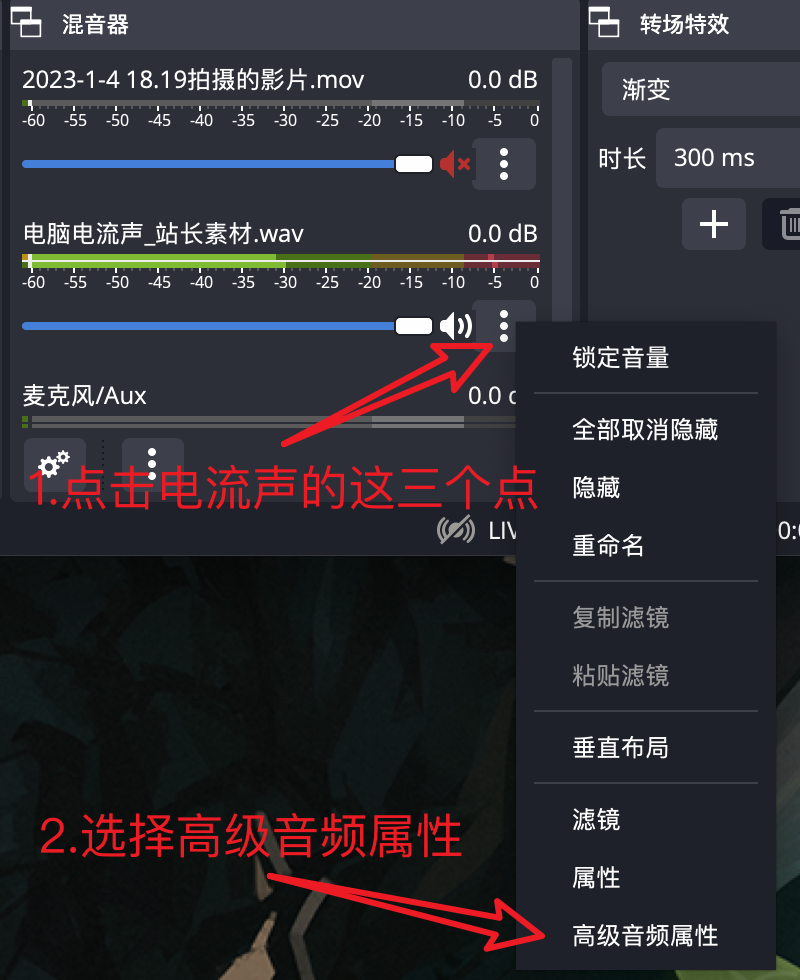 混音器
2023-1-4 18.19拍摄的影片.mov 0.0 dB
-60 -55 -50 -45 -40 -35 -30 -25 -20 -15 -10 -5 0
电脑电流声_站长素材.wav 0.0 dB
-60 -55 -50 -45 -40 -35 -30 -25 -20 -15 -10 -5 0
麦克风/Aux 0.0
1.点击电流声的这三个点
LIV
转场特效
渐变
时长 300 ms
锁定音量
全部取消隐藏
隐藏
重命名
复制滤镜
粘贴滤镜
垂直布局
滤镜
属性
高级音频属性
2.选择高级音频属性